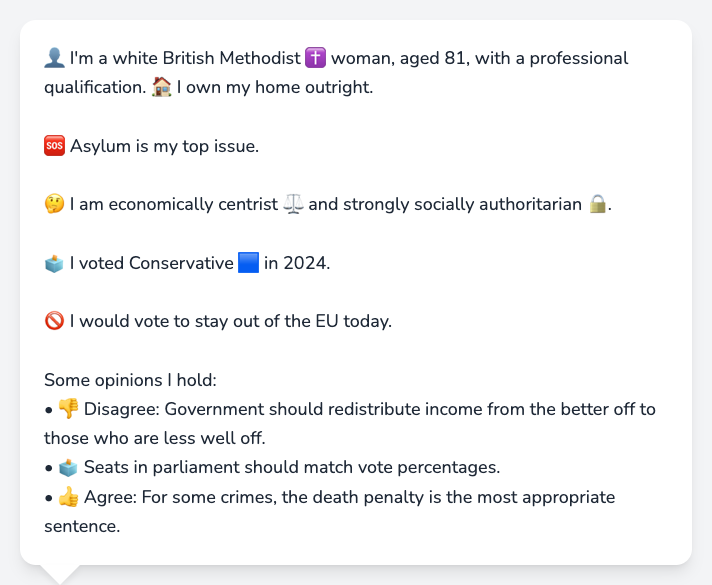 👤 I'm a white British Methodist ✝️ woman, aged 81, with a professional
qualification. 🏠 I own my home outright.
🆘 Asylum is my top issue.
🤔 I am economically centrist ⚖️ and strongly socially authoritarian 🔒.
🗳️ I voted Conservative 🟦 in 2024.
🚫 I would vote to stay out of the EU today.
Some opinions I hold:
• 👎 Disagree: Government should redistribute income from the better off to
those who are less well off.
• 🗳️ Seats in parliament should match vote percentages.
• 👍 Agree: For some crimes, the death penalty is the most appropriate
sentence.